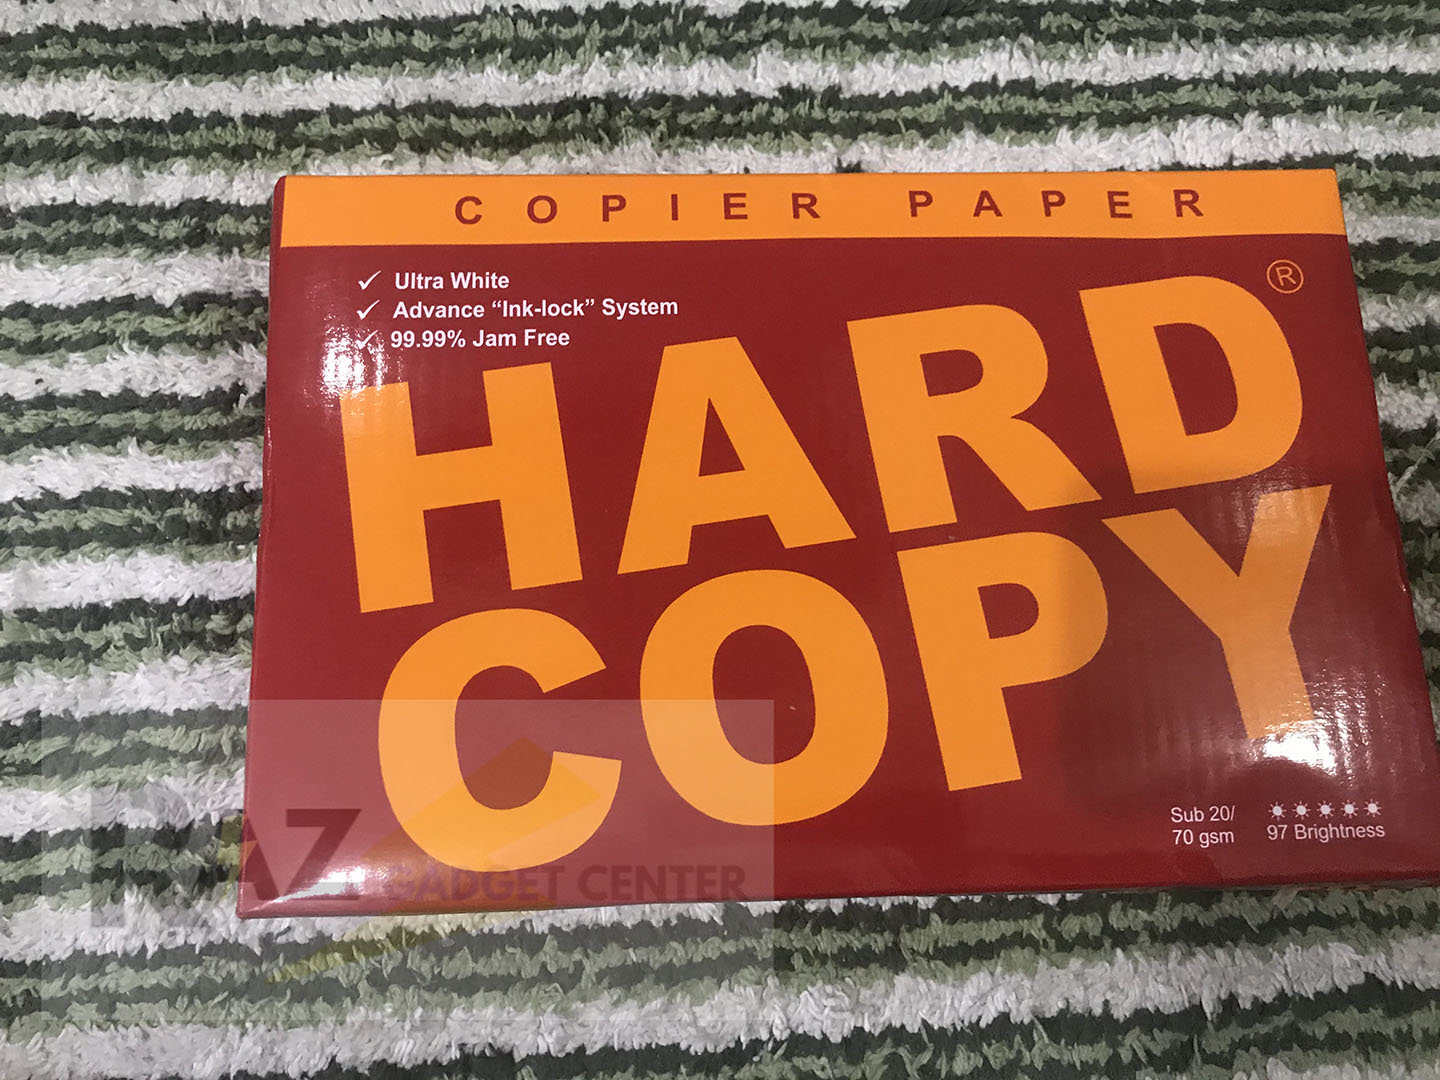 COPIER PAPER
✓ Ultra White
✓ Advance “Ink-lock” System
✓ 99.99% Jam Free
HARD®
COPY
Sub 20/
70 gsm
97 Brightness
AZ
GADGET CENTER